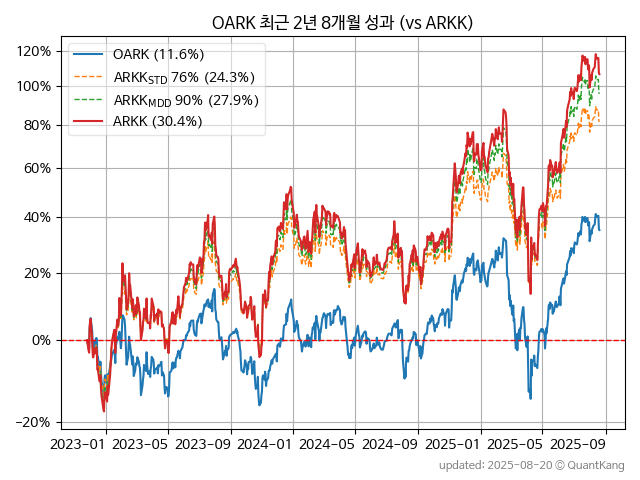 OARK 최근 2년 8개월 성과 (vs ARKK)
120%
100%
80%
60%
40%
20%
0%
−20%
OARK (11.6%)
ARKK_STD 76% (24.3%)
ARKK_MDD 90% (27.9%)
ARKK (30.4%)
2023-01 2023-05 2023-09 2024-01 2024-05 2024-09 2025-01 2025-05 2025-09
updated: 2025-08-20 ⓒ QuantKang